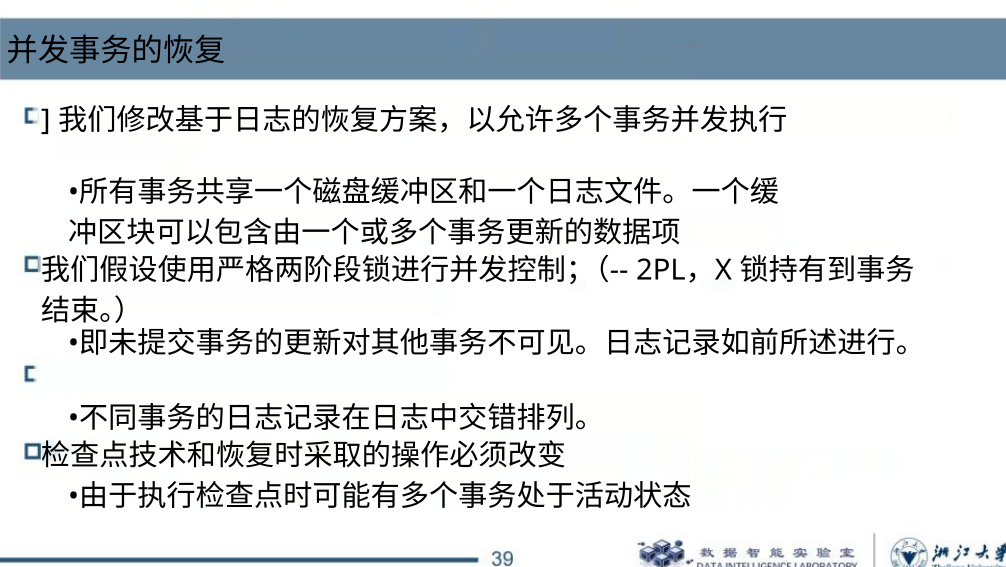 并发事务的恢复
] 我们修改基于日志的恢复方案，以允许多个事务并发执行
•所有事务共享一个磁盘缓冲区和一个日志文件。一个缓
冲区块可以包含由一个或多个事务更新的数据项
我们假设使用严格两阶段锁进行并发控制；（-- 2PL，X 锁持有到事务
结束。）
•即未提交事务的更新对其他事务不可见。日志记录如前所述进行。
•不同事务的日志记录在日志中交错排列。
检查点技术和恢复时采取的操作必须改变
•由于执行检查点时可能有多个事务处于活动状态
39
数据智能实验室
DATA INTELLIGENCE LABORATORY
浙江大学